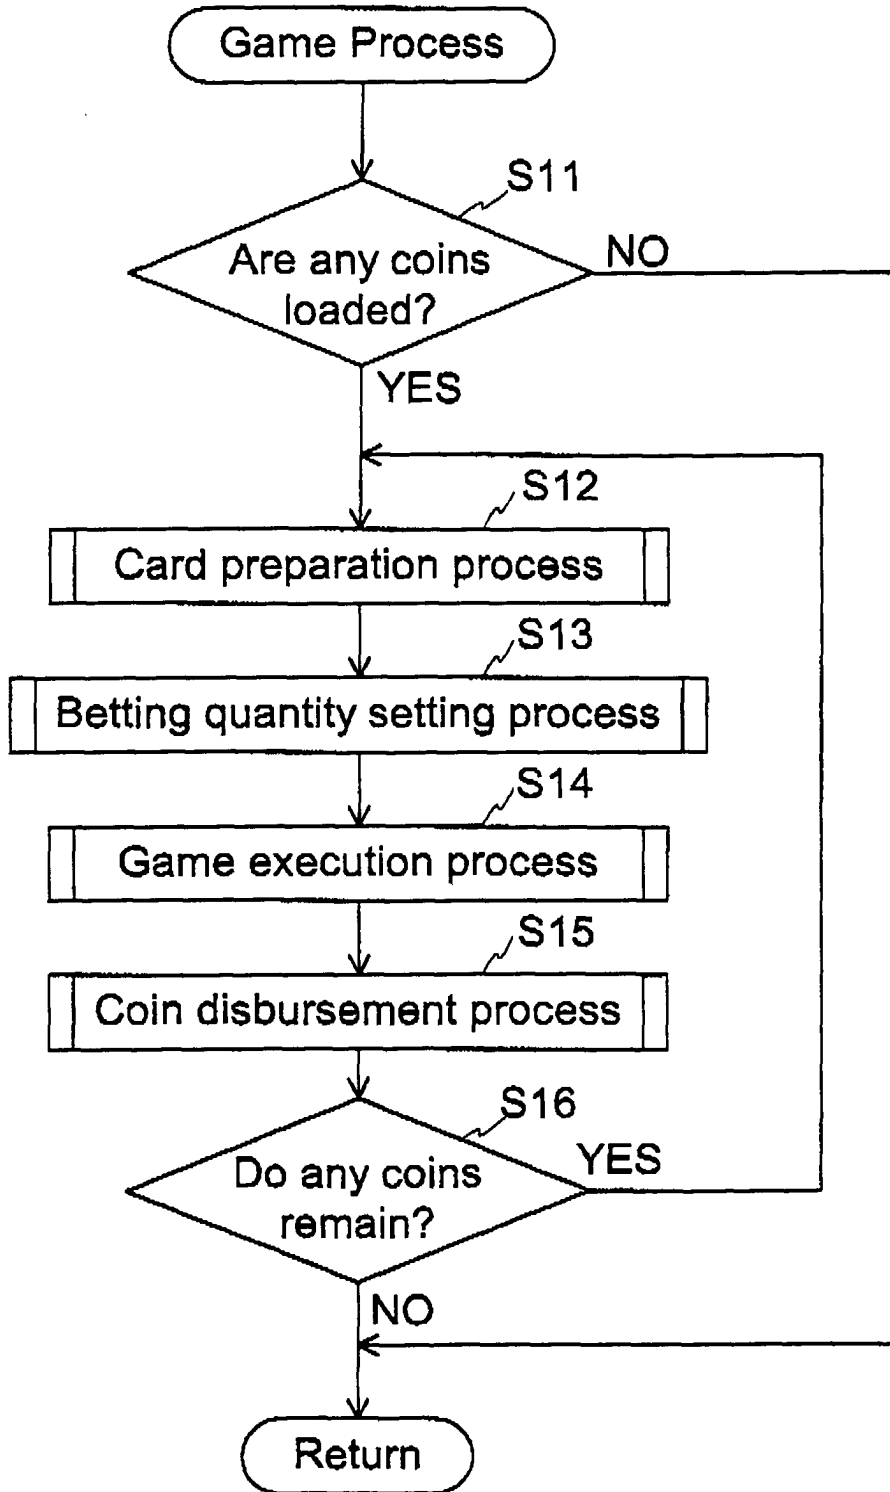 Game Process
S11
Are any coins
loaded?
NO
YES
S12
Card preparation process
S13
Betting quantity setting process
S14
Game execution process
S15
Coin disbursement process
S16
Do any coins
remain?
YES
NO
Return